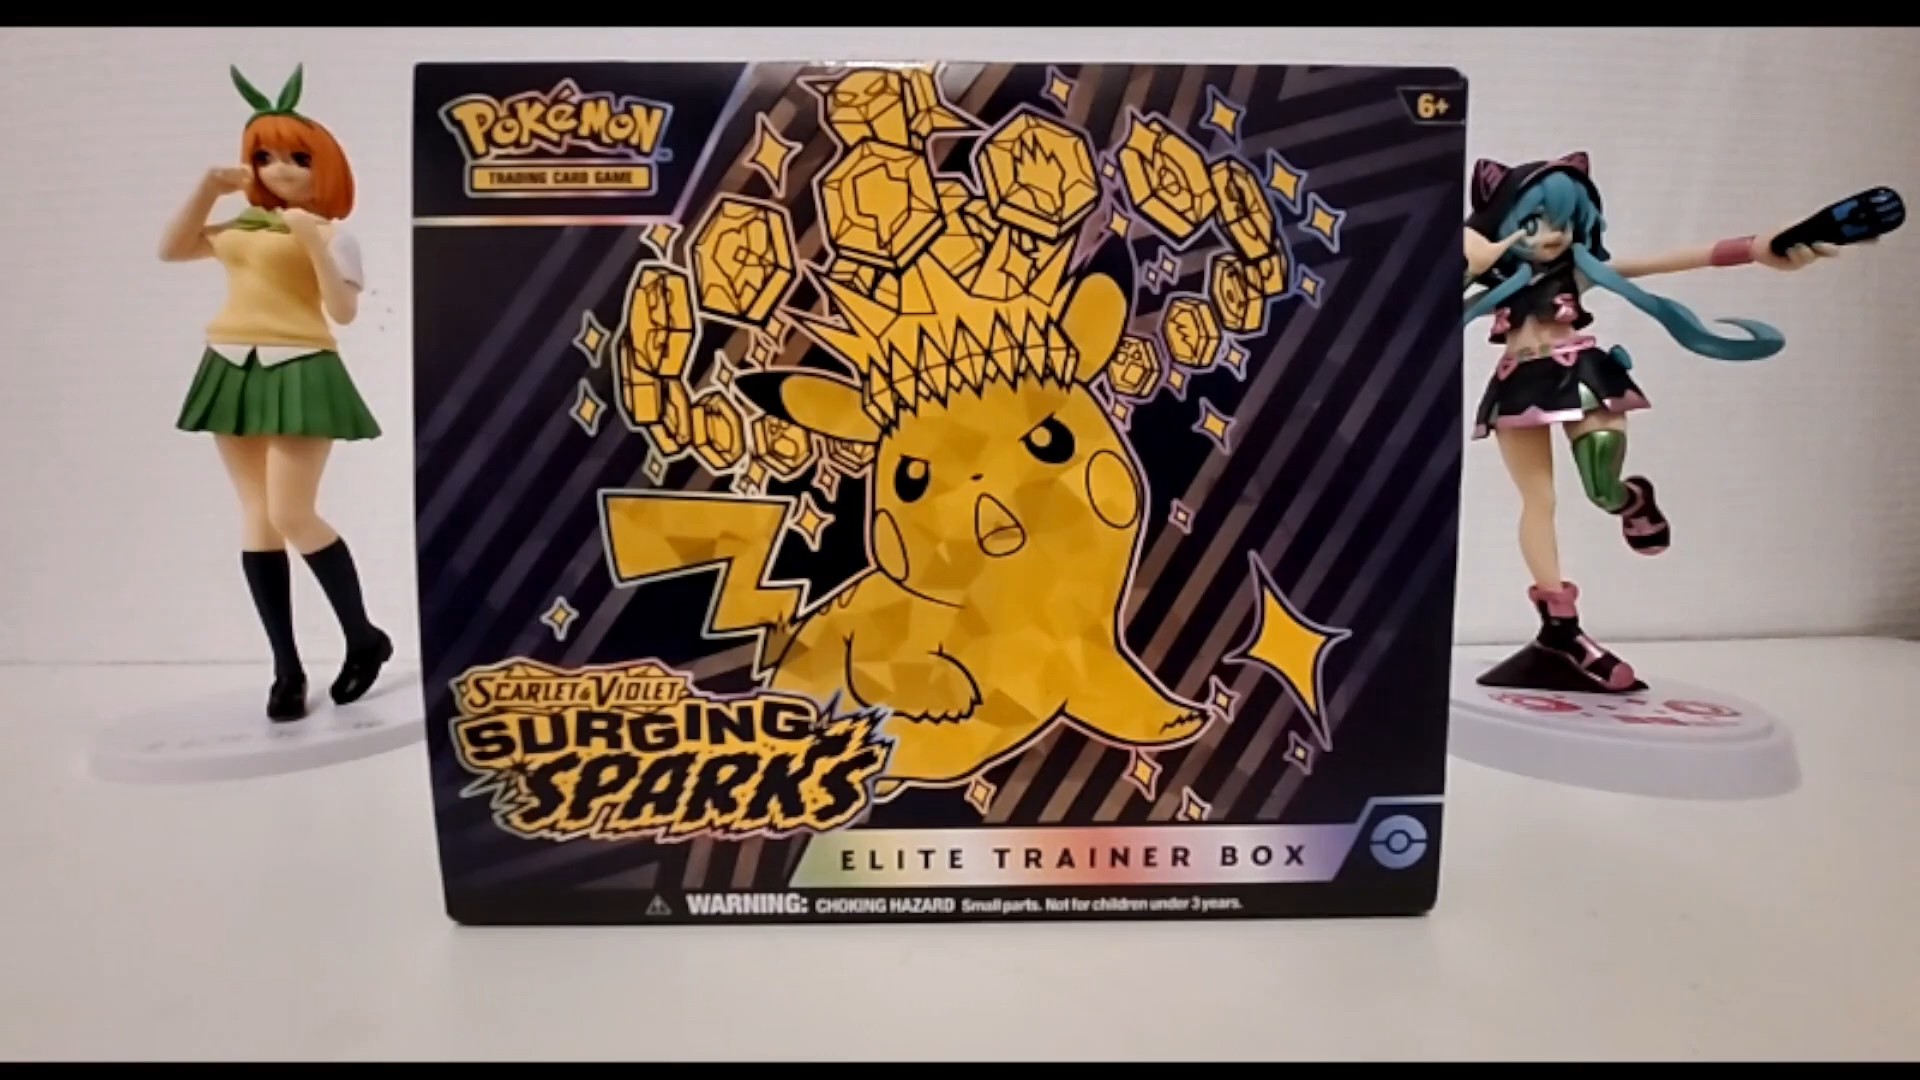 POKéMON
TRADING CARD GAME
6+
SCARLET & VIOLET
SURGING
SPARKS
ELITE TRAINER BOX
WARNING: CHOKING HAZARD Small parts. Not for children under 3 years.